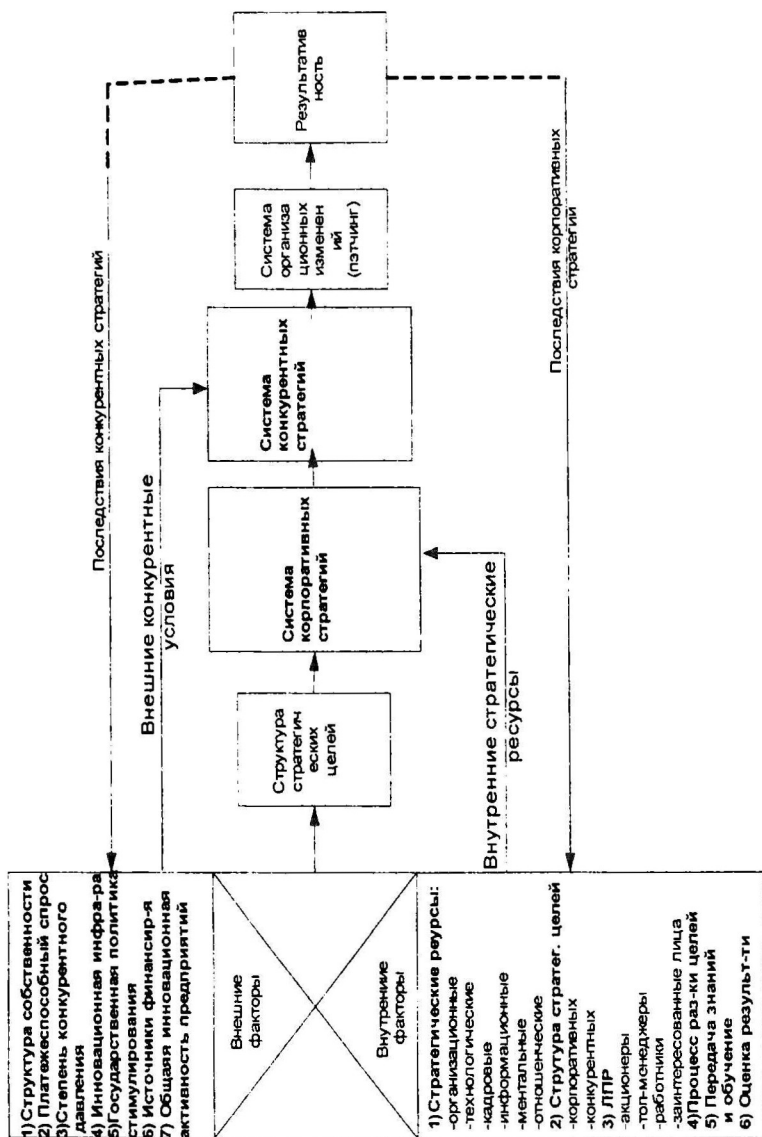 1)Структура собственности
2) Платежеспособный спрос
3)Степень конкурентного
давления
4) Инновационная инфра-ра
5)Государственная политика
стимулирования
6) Источники финансир-я
7) Общая инновационная
активность предприятий
Внешние
факторы
Внутренние
факторы
1)Стратегические реурсы:
-организационные
-технологические
-кадровые
-информационные
-ментальные
-отношенческие
2) Струтура стратег. целей
-корпоративных
-конкурентных
3) ЛПР
-акционеры
-топ-менеджеры
-работники
-заинтересованные лица
4)Процесс раз-ки целей
5) Передача знаний
и обучение
6) Оценка результ-ти
Последствия конкурентных стратегий
Внешние конкурентные
условия
Структура
стратегич
еских
целей
Система
корпоративных
стратегий
Система
конкурентных
стратегий
Система
организа
ционных
изменен
ий
(пэтчинг)
Результатив
ность
Внутренние стратегические
ресурсы
Последствия корпоративных
стратегий